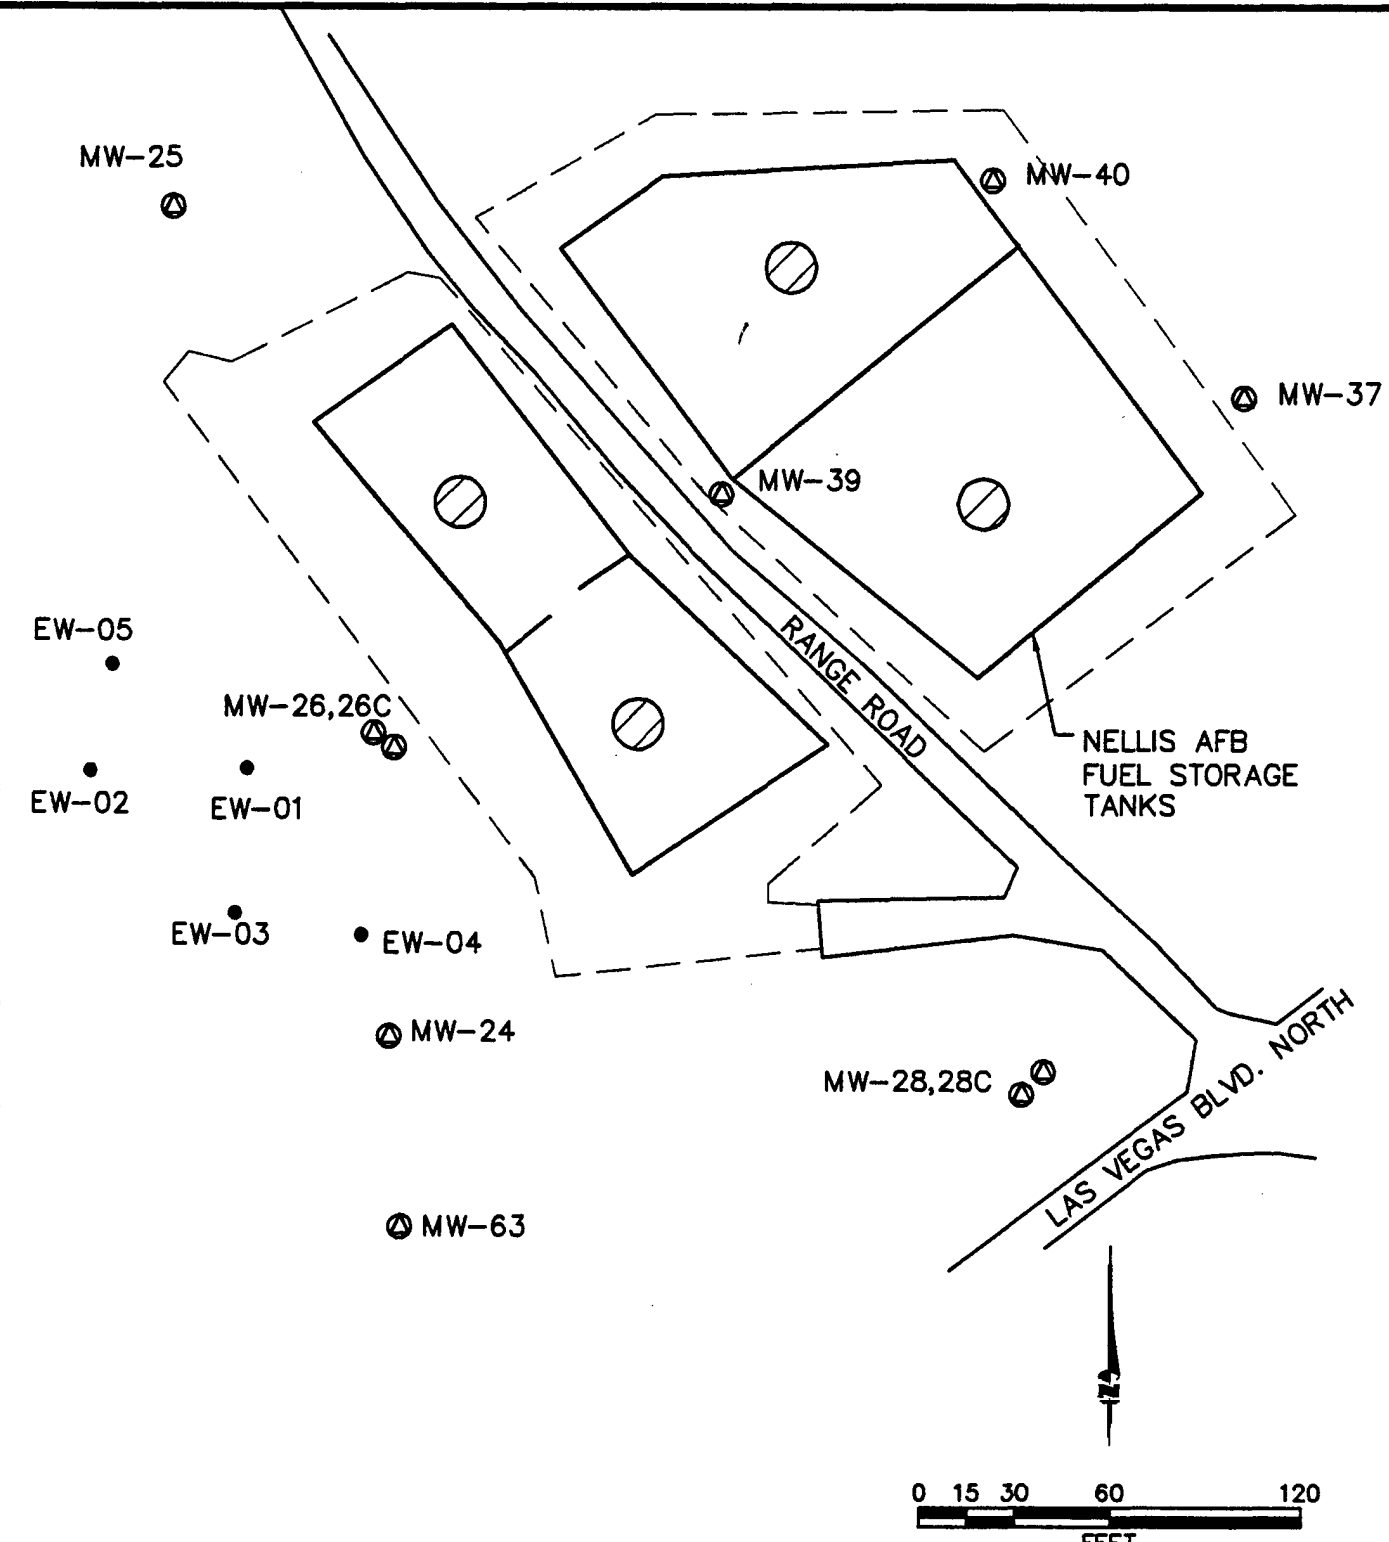 MW-25
MW-40
MW-37
MW-39
EW-05
RANGE ROAD
MW-26,26C
NELLIS AFB
FUEL STORAGE
TANKS
EW-02
EW-01
EW-03
EW-04
MW-24
MW-28,28C
LAS VEGAS BLVD. NORTH
MW-63
N
0 15 30 60 120
FEET